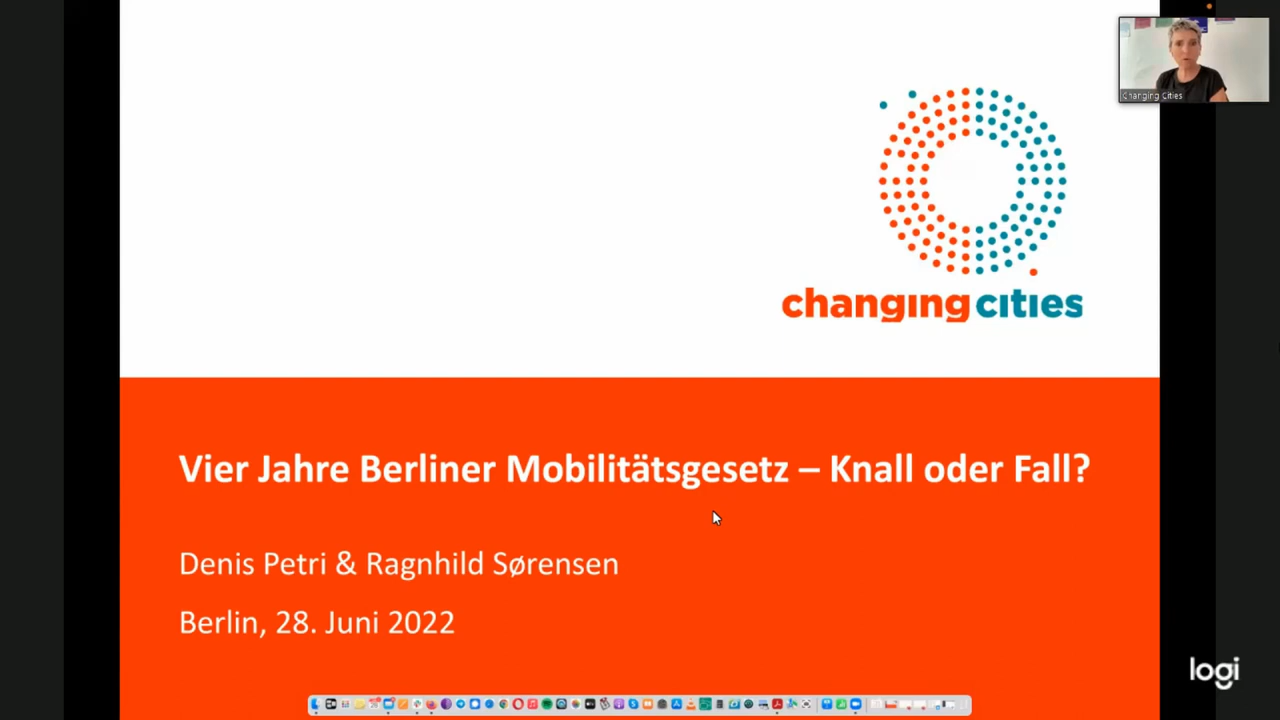 Changing Cities
changing cities
Vier Jahre Berliner Mobilitätsgesetz – Knall oder Fall?
Denis Petri & Ragnhild Sørensen
Berlin, 28. Juni 2022
logi